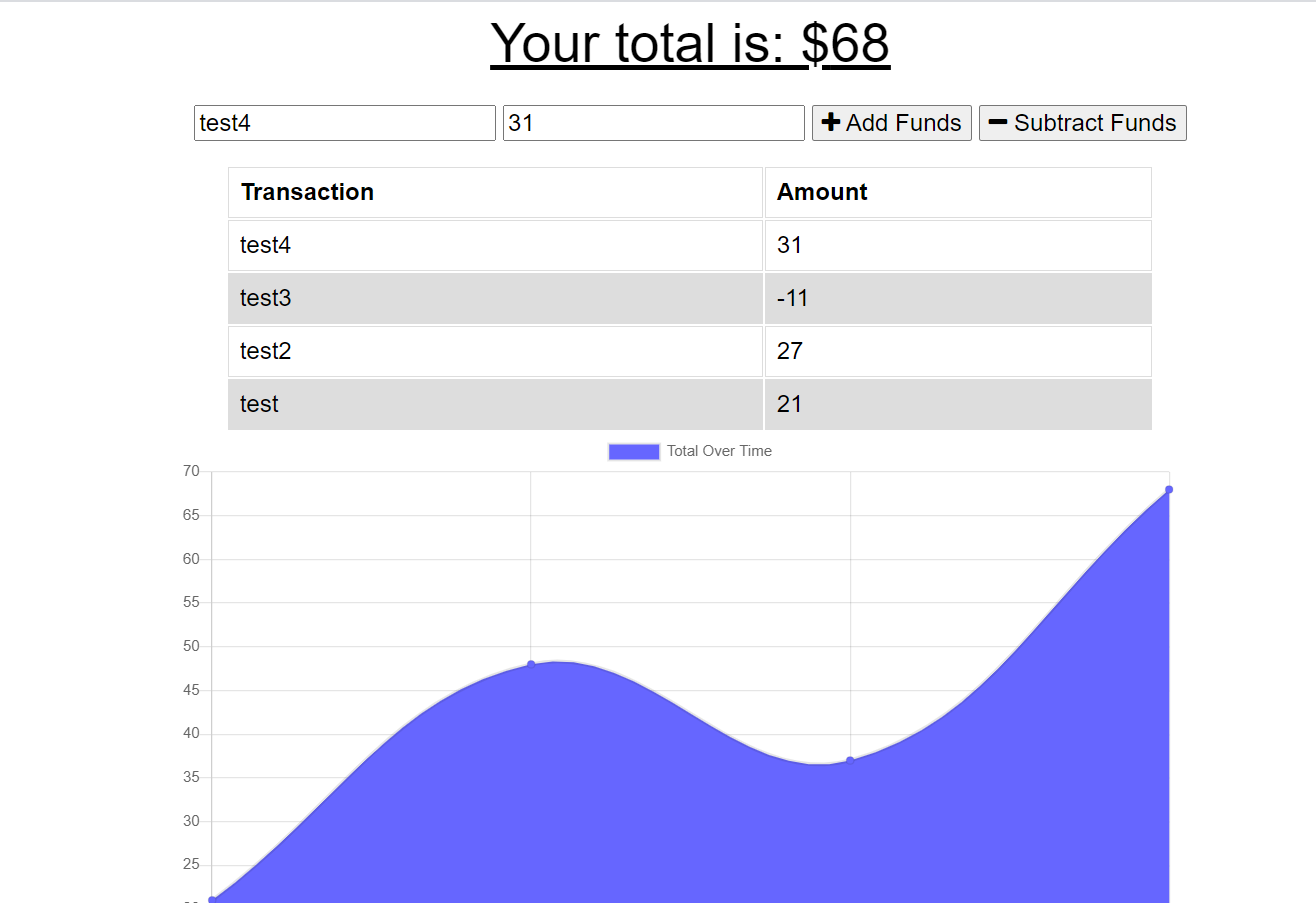 Your total is: $68
test4 31 Add Funds Subtract Funds
Transaction Amount
test4 31
test3 -11
test2 27
test 21
Total Over Time
70
65
60
55
50
45
40
35
30
25